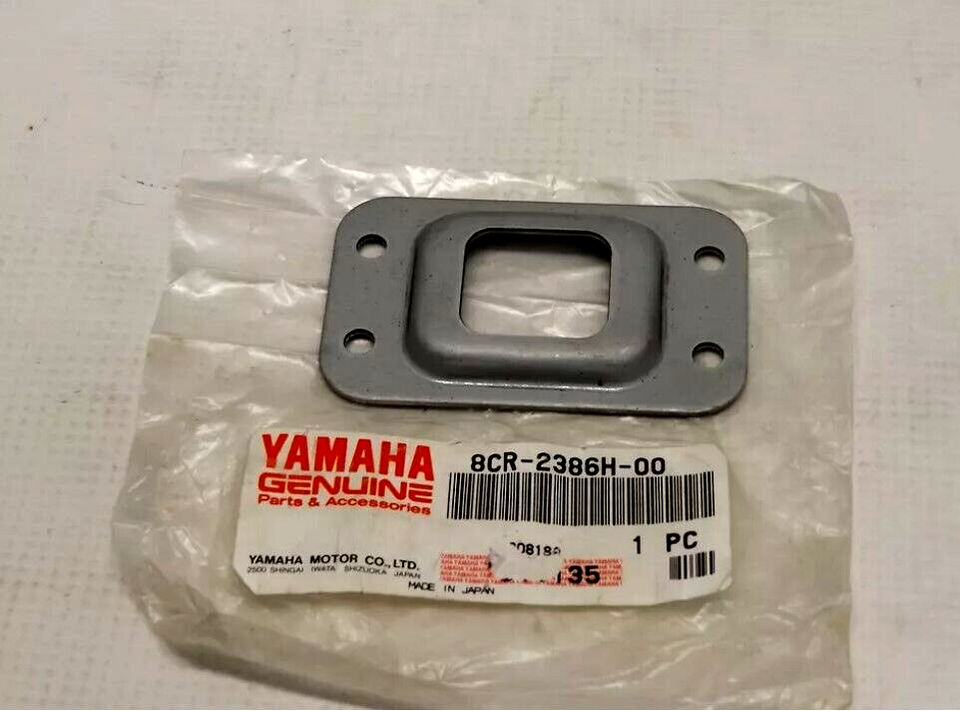 YAMAHA
GENUINE
Parts & Accessories
8CR-2386H-00
1 PC
YAMAHA MOTOR CO., LTD.
2500 SHINGAI IWATA SHIZUOKA JAPAN
MADE IN JAPAN